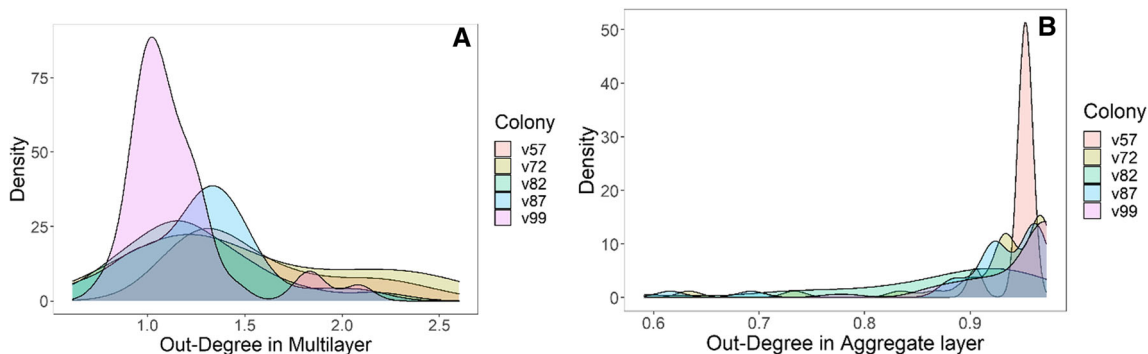 A
75
50
25
0
Density
1.0 1.5 2.0 2.5
Out-Degree in Multilayer
Colony
v57
v72
v82
v87
v99
B
50
40
30
20
10
0
Density
0.6 0.7 0.8 0.9
Out-Degree in Aggregate layer
Colony
v57
v72
v82
v87
v99